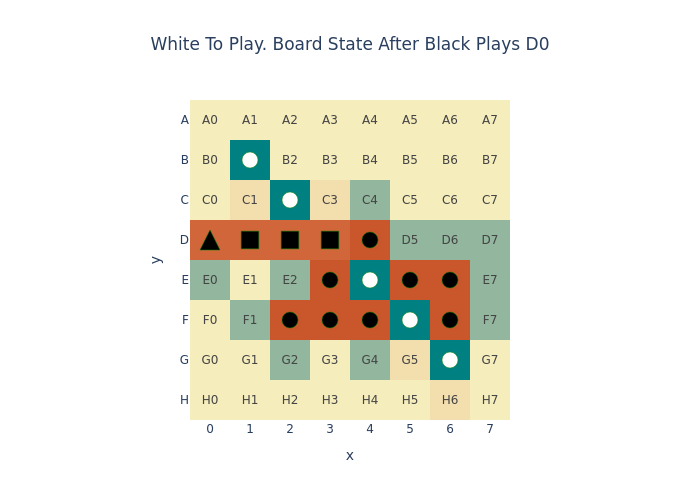 White To Play. Board State After Black Plays D0
A A0 A1 A2 A3 A4 A5 A6 A7
B B0 B2 B3 B4 B5 B6 B7
C C0 C1 C3 C4 C5 C6 C7
D D5 D6 D7
E E0 E1 E2 E7
F F0 F1 F7
G G0 G1 G2 G3 G4 G5 G7
H H0 H1 H2 H3 H4 H5 H6 H7
0 1 2 3 4 5 6 7
x
y